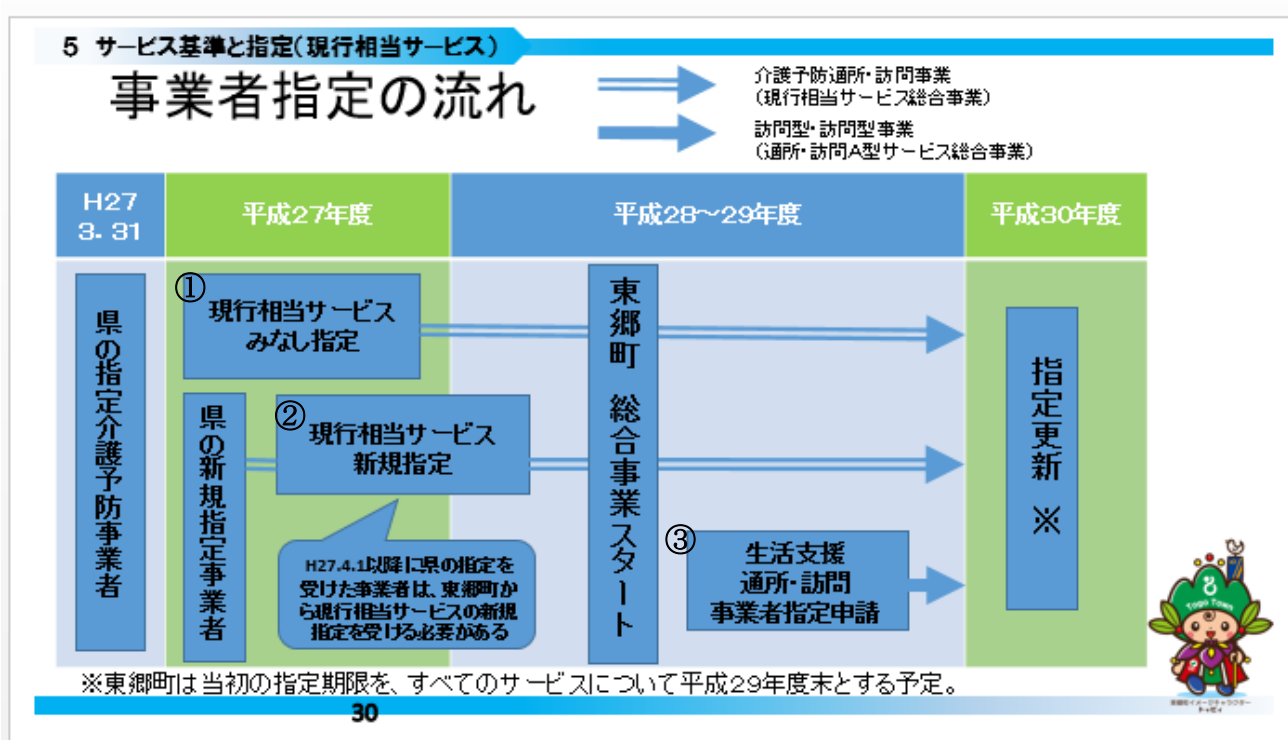 5 サービス基準と指定(現行相当サービス)
事業者指定の流れ
介護予防通所・訪問事業
(現行相当サービス総合事業)
訪問型・訪問型事業
(通所・訪問A型サービス総合事業)
H27
3.31
平成27年度
平成28~29年度
平成30年度
県の指定介護予防事業者
①
現行相当サービス
みなし指定
県の新規指定事業者
②
現行相当サービス
新規指定
H27.4.1以降に県の指定を
受けた事業者は、東郷町か
ら現行相当サービスの新規
指定を受ける必要がある
東郷町 総合事業スタート
③
生活支援
通所・訪問
事業者指定申請
指定更新 ※
Togo Town
※東郷町は当初の指定期限を、すべてのサービスについて平成29年度末とする予定。
30